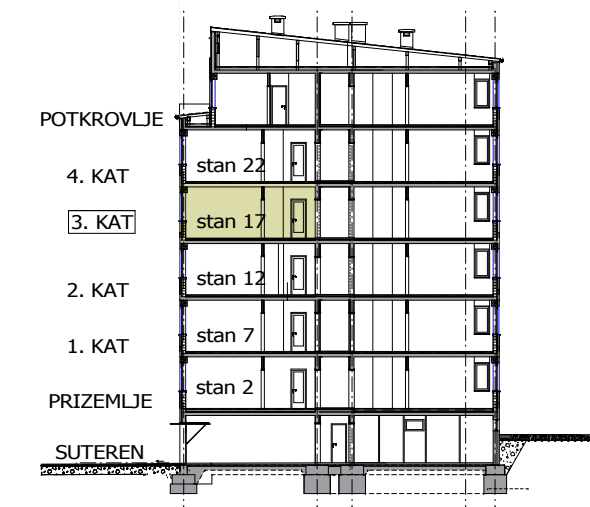 POTKROVLJE
4. KAT
stan 22
3. KAT
stan 17
2. KAT
stan 12
1. KAT
stan 7
PRIZEMLJE
stan 2
SUTEREN